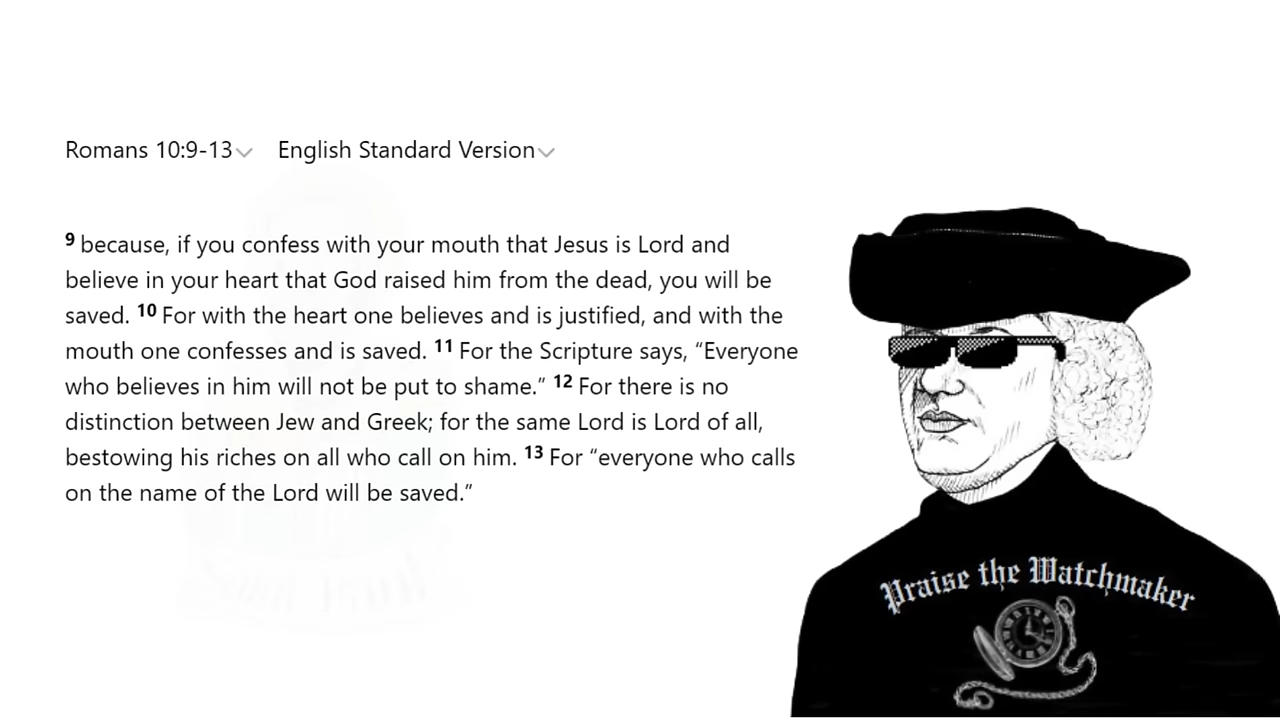 Romans 10:9-13 English Standard Version
9 because, if you confess with your mouth that Jesus is Lord and
believe in your heart that God raised him from the dead, you will be
saved. 10 For with the heart one believes and is justified, and with the
mouth one confesses and is saved. 11 For the Scripture says, “Everyone
who believes in him will not be put to shame.” 12 For there is no
distinction between Jew and Greek; for the same Lord is Lord of all,
bestowing his riches on all who call on him. 13 For “everyone who calls
on the name of the Lord will be saved.”
Praise the Watchmaker